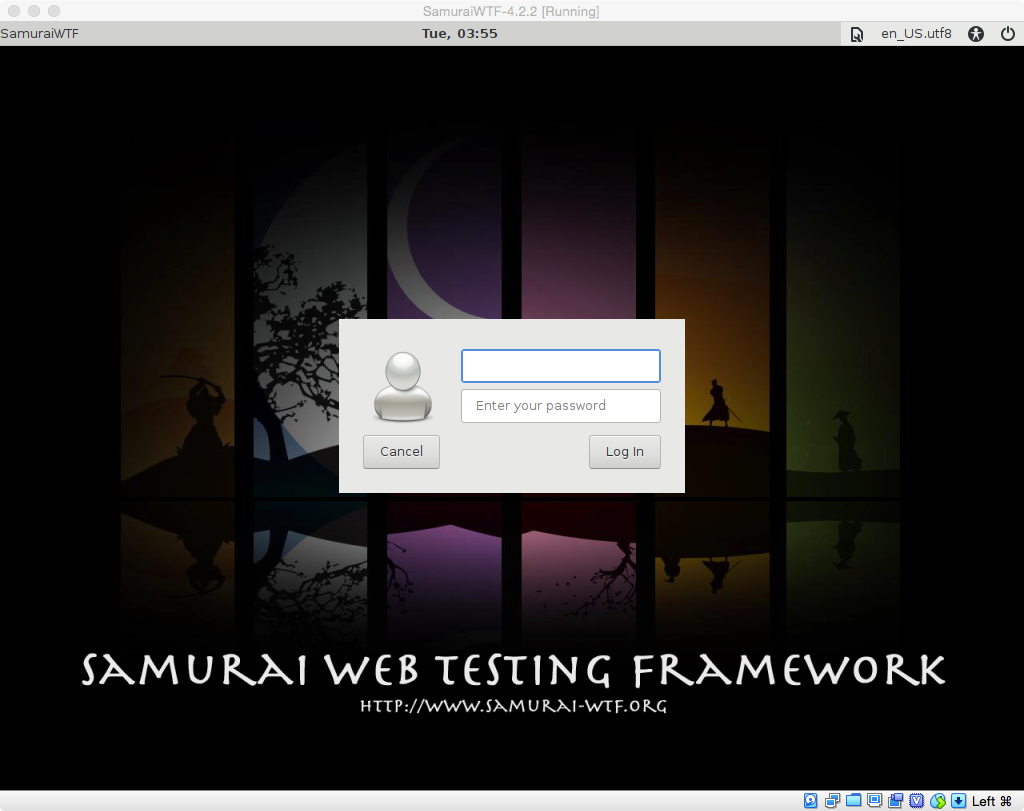 SamuraiWTF-4.2.2 [Running]
SamuraiWTF
Tue, 03:55
en_US.utf8
Enter your password
Cancel
Log In
SAMURAI WEB TESTING FRAMEWORK
HTTP://WWW.SAMURAI-WTF.ORG
Left ⌘